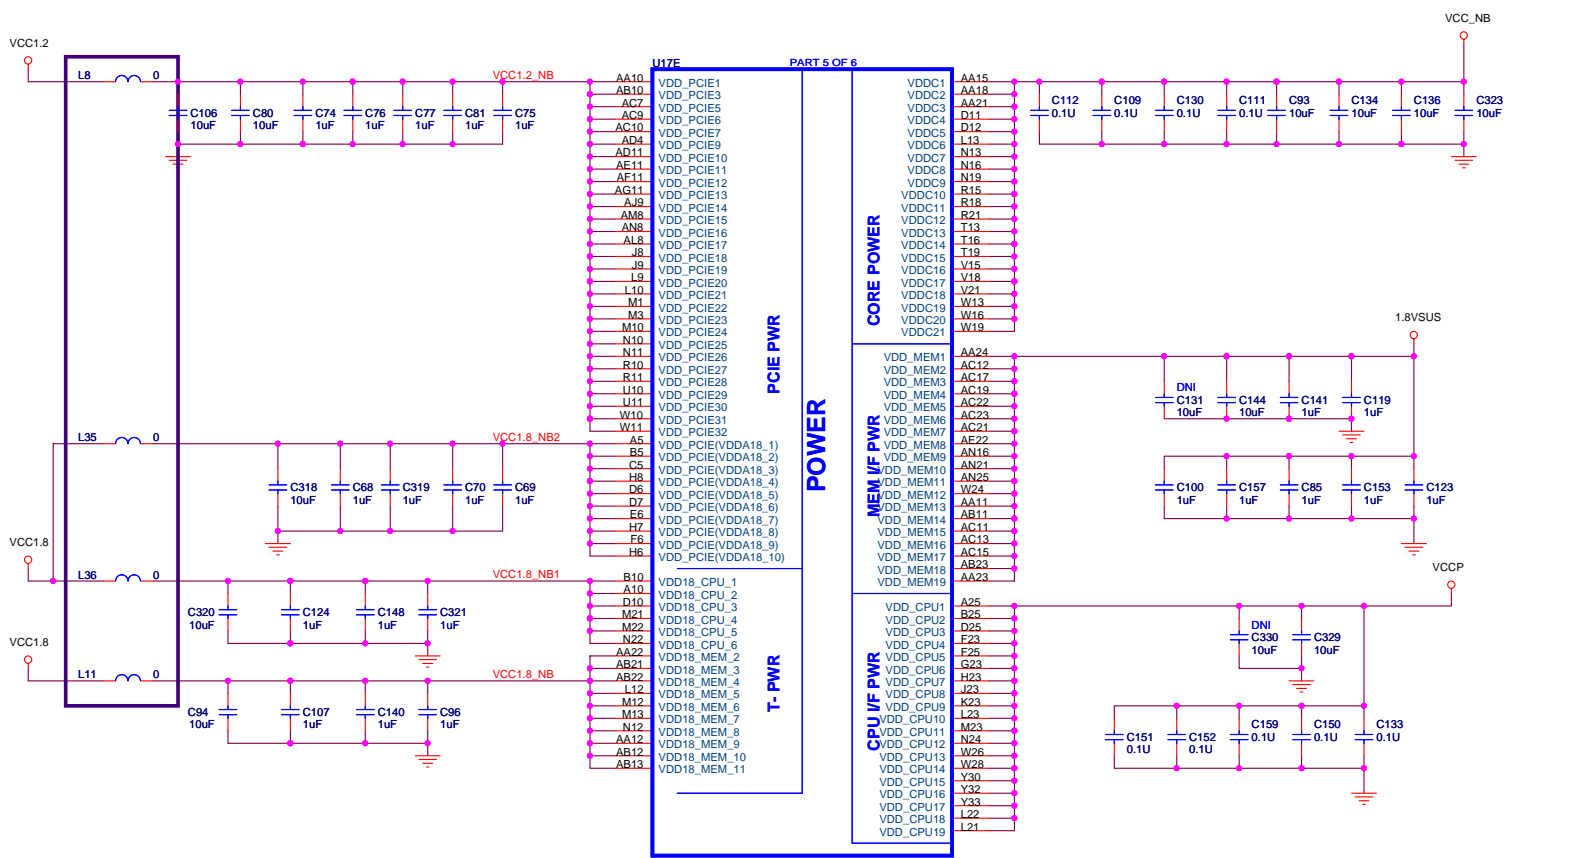 VCC_NB
VCC1.2
U17E
PART 5 OF 6
L8 0 VCC1.2_NB
C106 10uF
C80 10uF
C74 1uF
C76 1uF
C77 1uF
C81 1uF
C75 1uF
AA10 VDD_PCIE1
AB10 VDD_PCIE3
AC7 VDD_PCIE5
AC9 VDD_PCIE6
AC10 VDD_PCIE7
AD4 VDD_PCIE9
AD11 VDD_PCIE10
AE11 VDD_PCIE11
AF11 VDD_PCIE12
AG11 VDD_PCIE13
AJ9 VDD_PCIE14
AM8 VDD_PCIE15
AN8 VDD_PCIE16
AL8 VDD_PCIE17
J8 VDD_PCIE18
J9 VDD_PCIE19
L9 VDD_PCIE20
L10 VDD_PCIE21
M1 VDD_PCIE22
M3 VDD_PCIE23
M10 VDD_PCIE24
N10 VDD_PCIE25
N11 VDD_PCIE26
R10 VDD_PCIE27
R11 VDD_PCIE28
U10 VDD_PCIE29
U11 VDD_PCIE30
W10 VDD_PCIE31
W11 VDD_PCIE32
PCIE PWR
L35 0 VCC1.8_NB2
C318 10uF
C68 1uF
C319 1uF
C70 1uF
C69 1uF
A5 VDD_PCIE(VDDA18_1)
B5 VDD_PCIE(VDDA18_2)
C5 VDD_PCIE(VDDA18_3)
H8 VDD_PCIE(VDDA18_4)
D6 VDD_PCIE(VDDA18_5)
D7 VDD_PCIE(VDDA18_6)
E6 VDD_PCIE(VDDA18_7)
H7 VDD_PCIE(VDDA18_8)
F6 VDD_PCIE(VDDA18_9)
H6 VDD_PCIE(VDDA18_10)
VCC1.8
L36 0 VCC1.8_NB1
C320 10uF
C124 1uF
C148 1uF
C321 1uF
B10 VDD18_CPU_1
A10 VDD18_CPU_2
D10 VDD18_CPU_3
M21 VDD18_CPU_4
M22 VDD18_CPU_5
N22 VDD18_CPU_6
VCC1.8
L11 0 VCC1.8_NB
C94 10uF
C107 1uF
C140 1uF
C96 1uF
AA22 VDD18_MEM_2
AB21 VDD18_MEM_3
AB22 VDD18_MEM_4
L12 VDD18_MEM_5
M12 VDD18_MEM_6
M13 VDD18_MEM_7
N12 VDD18_MEM_8
AA12 VDD18_MEM_9
AB12 VDD18_MEM_10
AB13 VDD18_MEM_11
T- PWR
POWER
CORE POWER
VDDC1 AA15
VDDC2 AA18
VDDC3 AA21
VDDC4 D11
VDDC5 D12
VDDC6 L13
VDDC7 N13
VDDC8 N16
VDDC9 N19
VDDC10 R15
VDDC11 R18
VDDC12 R21
VDDC13 T13
VDDC14 T16
VDDC15 T19
VDDC16 V15
VDDC17 V18
VDDC18 V21
VDDC19 W13
VDDC20 W16
VDDC21 W19
C112 0.1U
C109 0.1U
C130 0.1U
C111 0.1U
C93 10uF
C134 10uF
C136 10uF
C323 10uF
1.8VSUS
MEM I/F PWR
VDD_MEM1 AA24
VDD_MEM2 AC12
VDD_MEM3 AC17
VDD_MEM4 AC19
VDD_MEM5 AC22
VDD_MEM6 AC23
VDD_MEM7 AC21
VDD_MEM8 AE22
VDD_MEM9 AN16
VDD_MEM10 AN21
VDD_MEM11 AN25
VDD_MEM12 W24
VDD_MEM13 AA11
VDD_MEM14 AB11
VDD_MEM15 AC11
VDD_MEM16 AC13
VDD_MEM17 AC15
VDD_MEM18 AB23
VDD_MEM19 AA23
DNI
C131 10uF
C144 10uF
C141 1uF
C119 1uF
C100 1uF
C157 1uF
C85 1uF
C153 1uF
C123 1uF
VCCP
CPU I/F PWR
VDD_CPU1 A25
VDD_CPU2 B25
VDD_CPU3 D25
VDD_CPU4 F23
VDD_CPU5 F25
VDD_CPU6 G23
VDD_CPU7 H23
VDD_CPU8 J23
VDD_CPU9 K23
VDD_CPU10 L23
VDD_CPU11 M23
VDD_CPU12 N24
VDD_CPU13 W26
VDD_CPU14 W28
VDD_CPU15 Y30
VDD_CPU16 Y32
VDD_CPU17 Y33
VDD_CPU18 L22
VDD_CPU19 L21
DNI
C330 10uF
C329 10uF
C151 0.1U
C152 0.1U
C159 0.1U
C150 0.1U
C133 0.1U